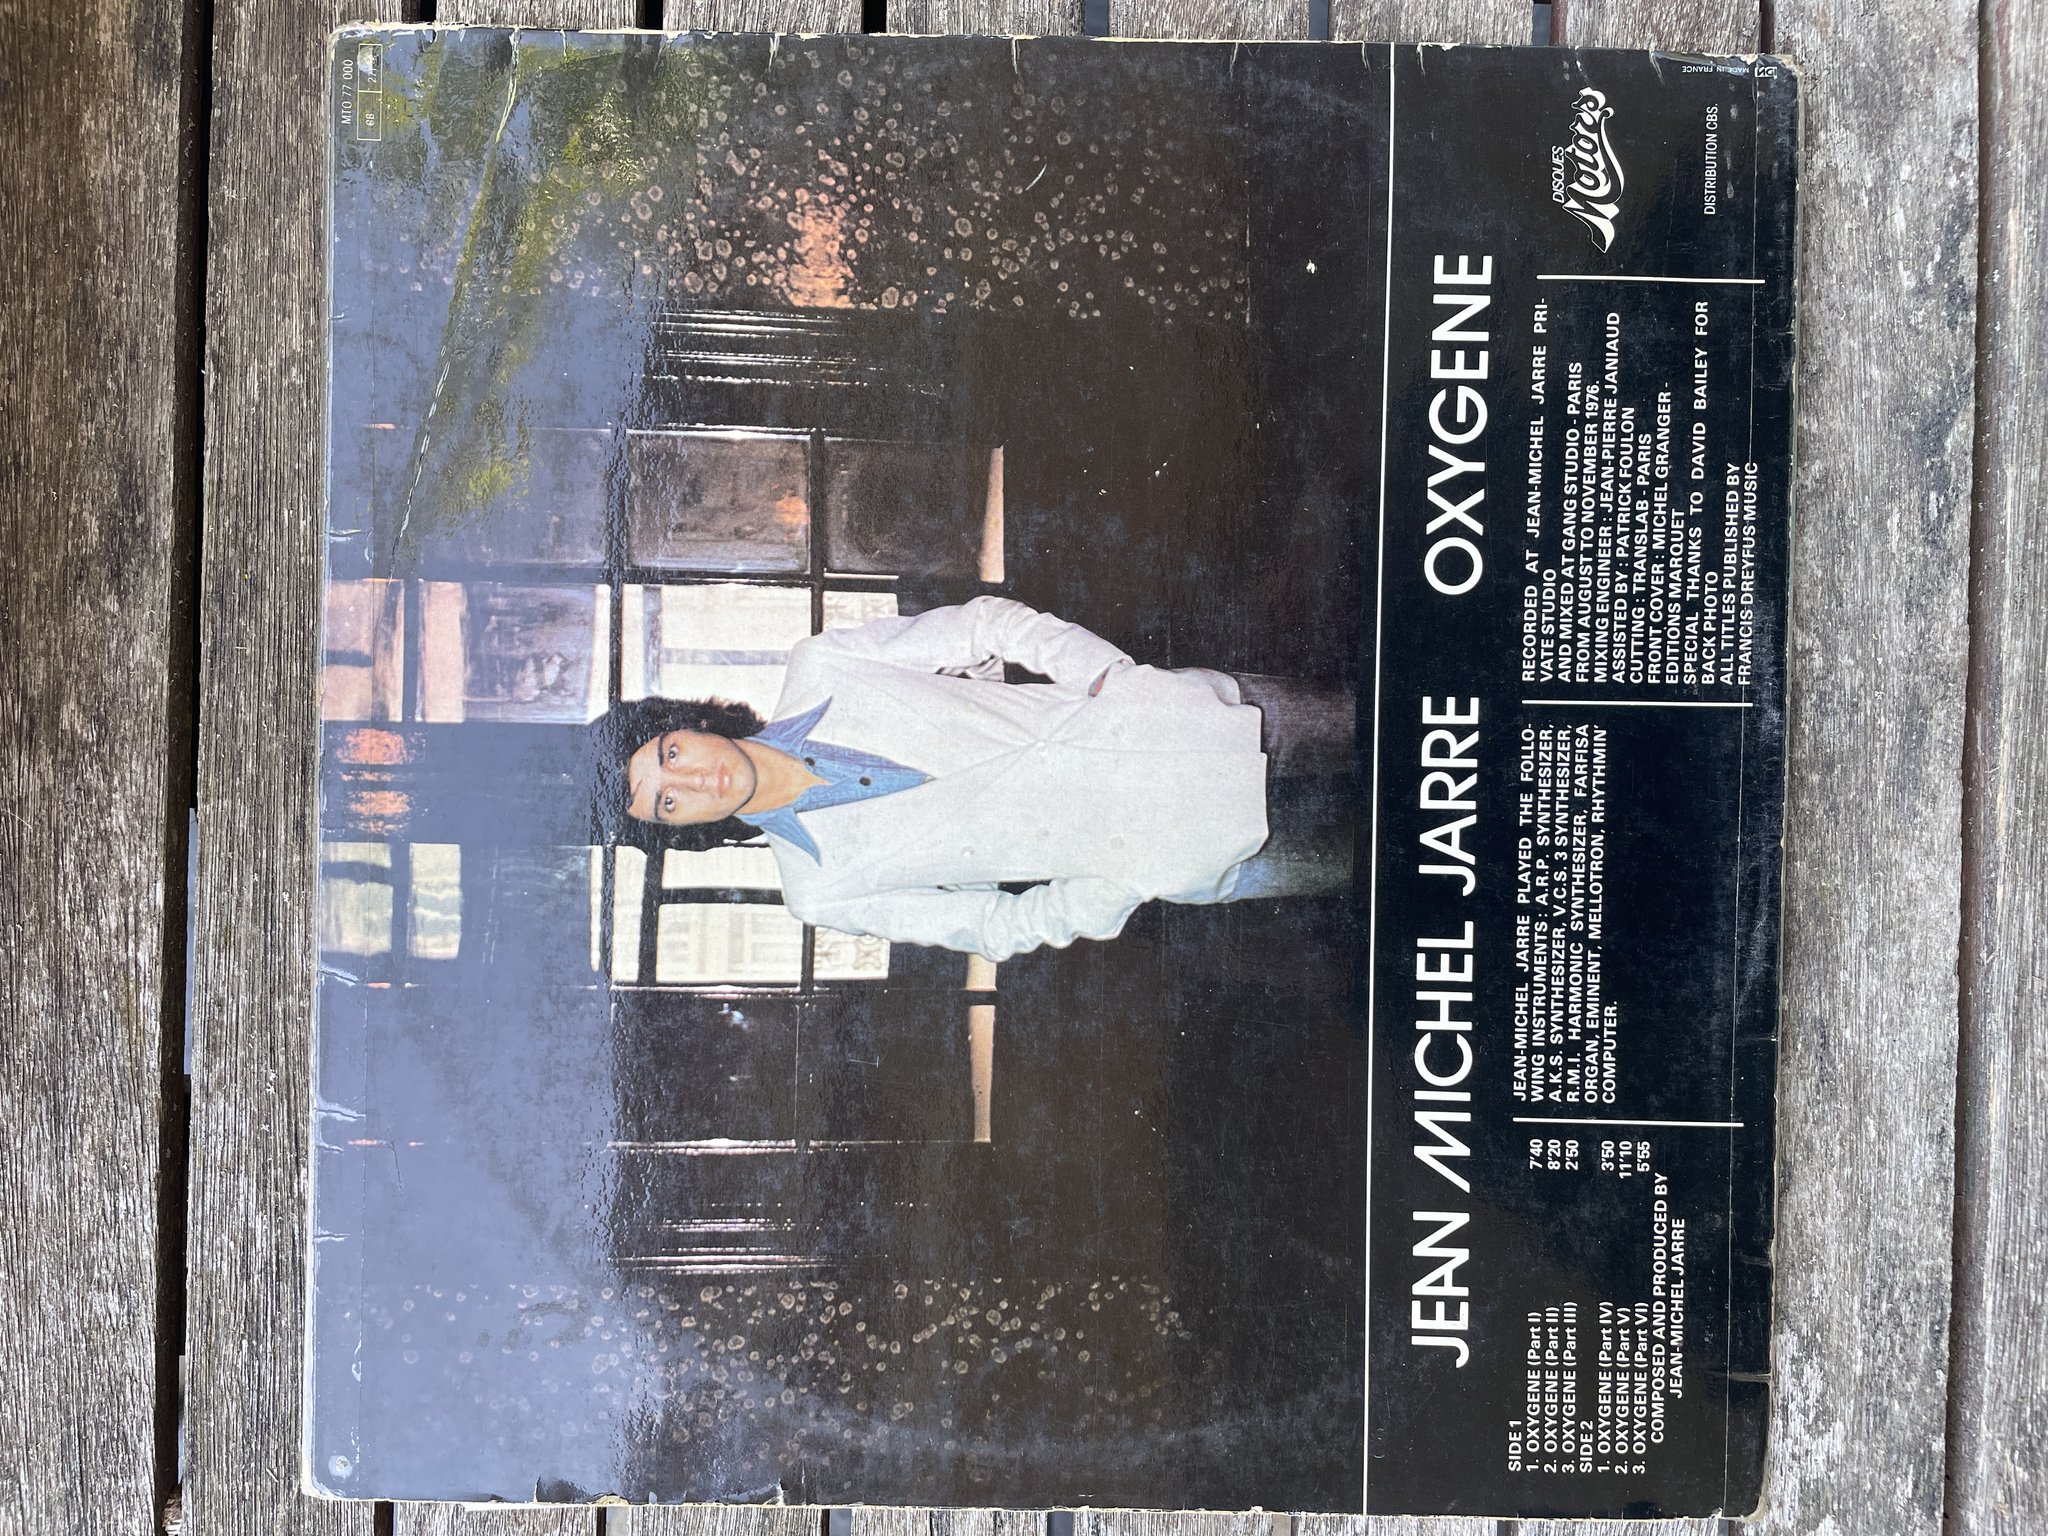 MIO 77 000
CB
JEAN MICHEL JARRE OXYGENE
SIDE 1
1. OXYGENE (Part I) 7'40
2. OXYGENE (Part II) 8'20
3. OXYGENE (Part III) 2'50
SIDE 2
1. OXYGENE (Part IV) 3'50
2. OXYGENE (Part V) 11'10
3. OXYGENE (Part VI) 5'55
COMPOSED AND PRODUCED BY
JEAN-MICHEL JARRE
JEAN-MICHEL JARRE PLAYED THE FOLLO-
WING INSTRUMENTS : A.R.P. SYNTHESIZER,
A.K.S. SYNTHESIZER, V.C.S. 3 SYNTHESIZER,
R.M.I. HARMONIC SYNTHESIZER, FARFISA
ORGAN, EMINENT, MELLOTRON, RHYTHMIN'
COMPUTER.
RECORDED AT JEAN-MICHEL JARRE PRI-
VATE STUDIO
AND MIXED AT GANG STUDIO - PARIS
FROM AUGUST TO NOVEMBER 1976.
MIXING ENGINEER : JEAN-PIERRE JANIAUD
ASSISTED BY : PATRICK FOULON
CUTTING : TRANSLAB - PARIS
FRONT COVER : MICHEL GRANGER -
EDITIONS MARQUET
SPECIAL THANKS TO DAVID BAILEY FOR
BACK PHOTO
ALL TITLES PUBLISHED BY
FRANCIS DREYFUS MUSIC
DISQUES
Motors
DISTRIBUTION CBS.
MADE IN FRANCE